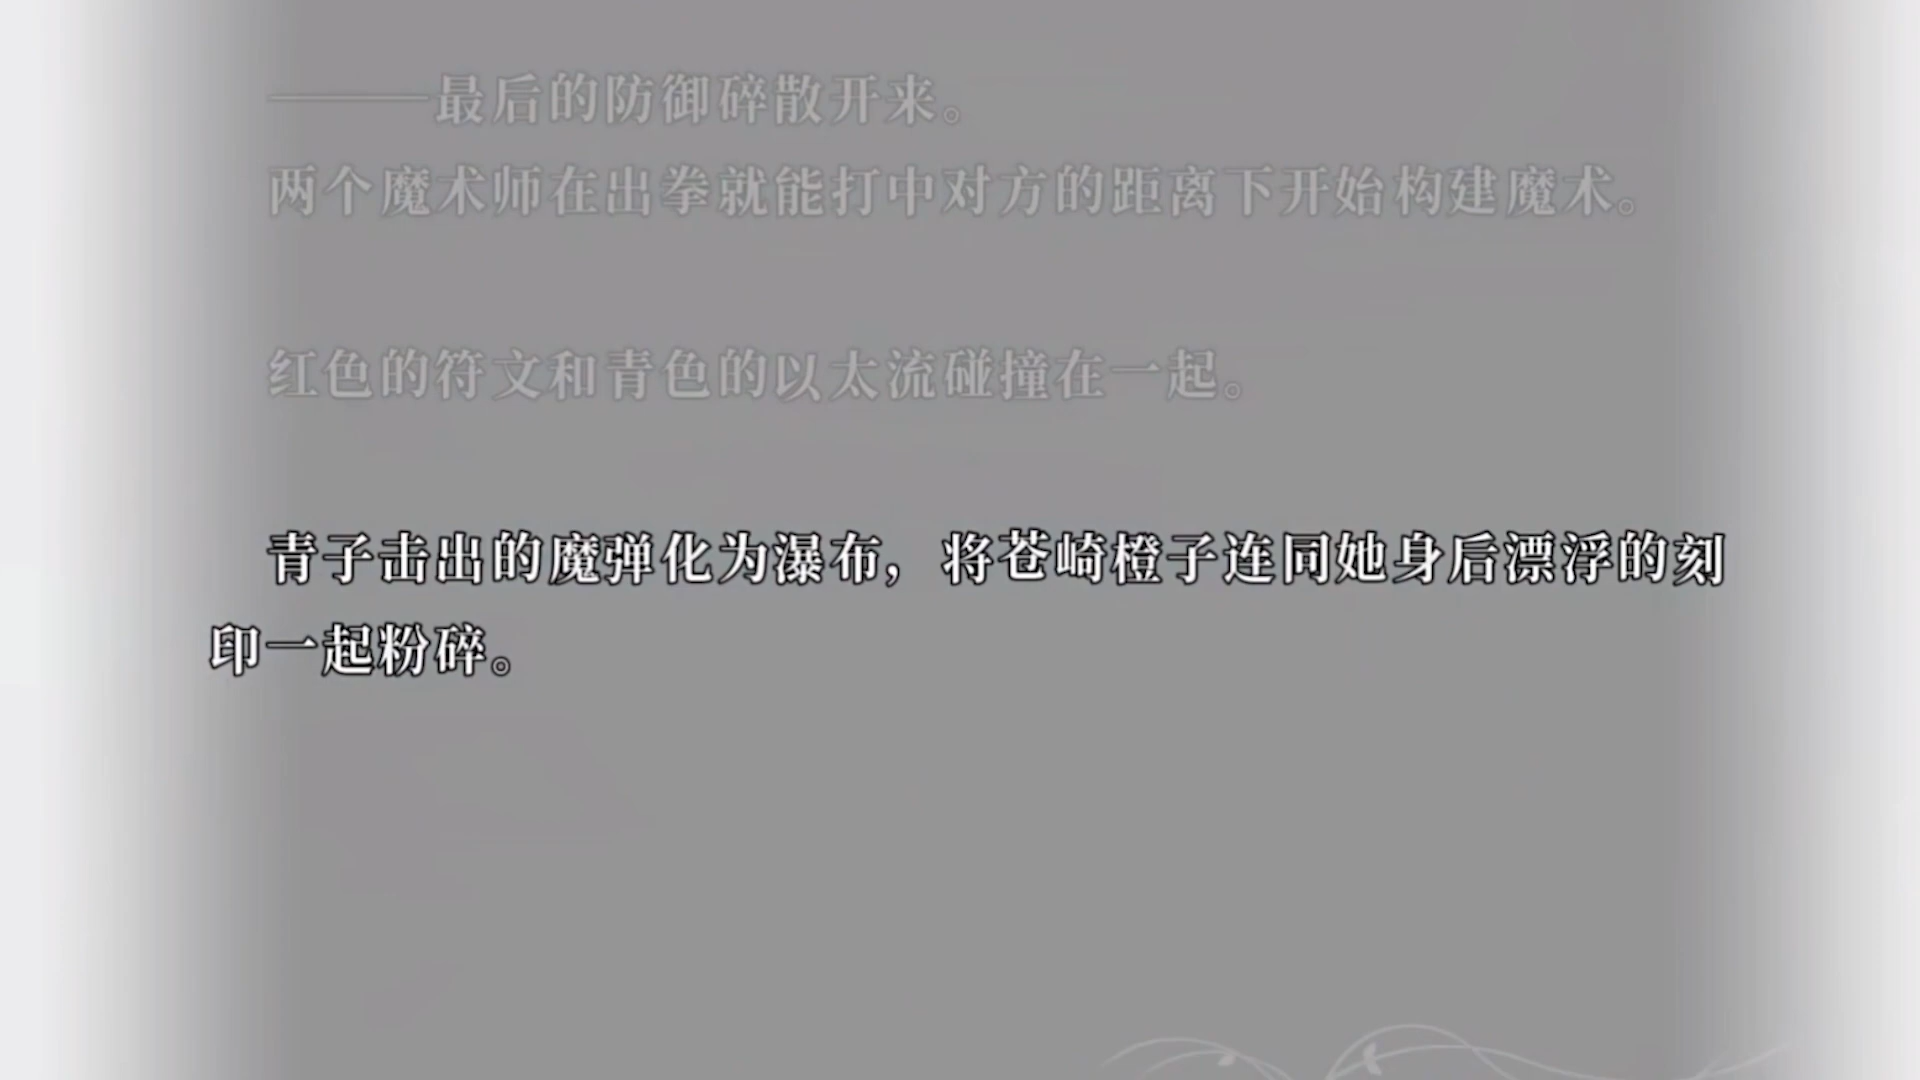 ———最后的防御碎散开来。
两个魔术师在出拳就能打中对方的距离下开始构建魔术。
红色的符文和青色的以太流碰撞在一起。
青子击出的魔弹化为瀑布，将苍崎橙子连同她身后漂浮的刻
印一起粉碎。